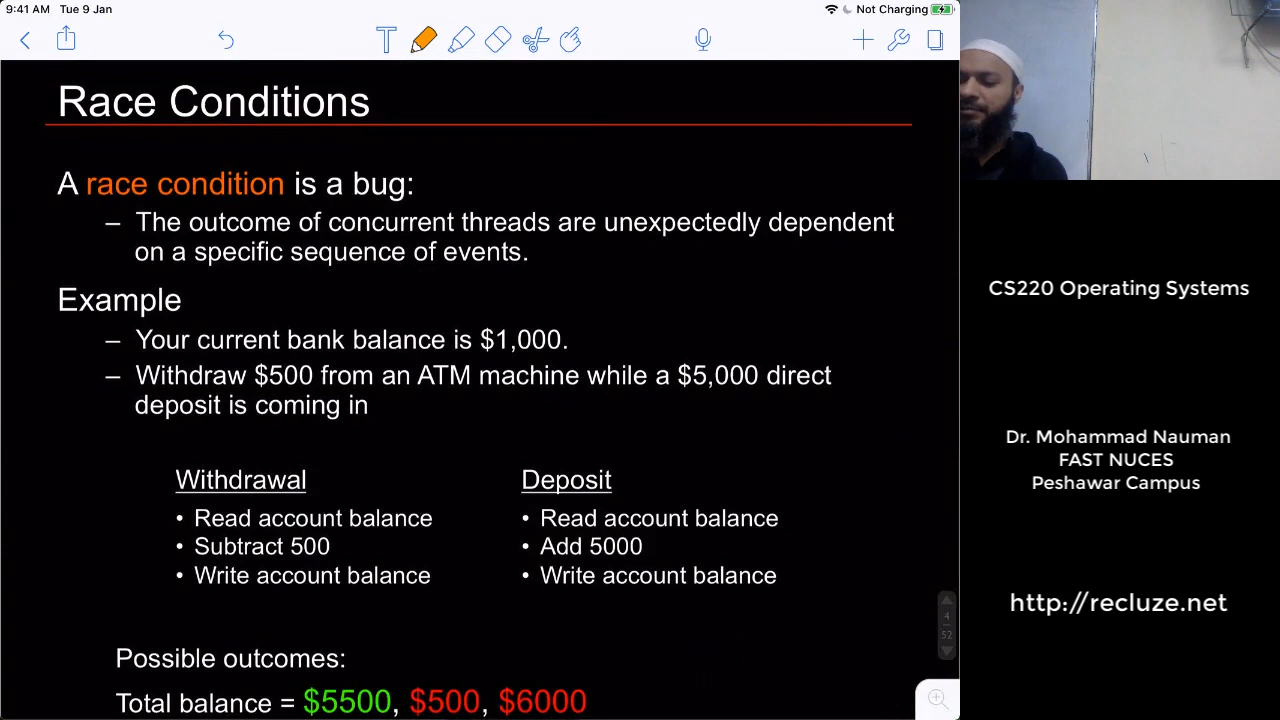 9:41 AM Tue 9 Jan
Not Charging
T
Race Conditions
A race condition is a bug:
– The outcome of concurrent threads are unexpectedly dependent
on a specific sequence of events.
Example
– Your current bank balance is $1,000.
– Withdraw $500 from an ATM machine while a $5,000 direct
deposit is coming in
Withdrawal
• Read account balance
• Subtract 500
• Write account balance
Deposit
• Read account balance
• Add 5000
• Write account balance
Possible outcomes:
Total balance = $5500, $500, $6000
4
52
CS220 Operating Systems
Dr. Mohammad Nauman
FAST NUCES
Peshawar Campus
http://recluze.net